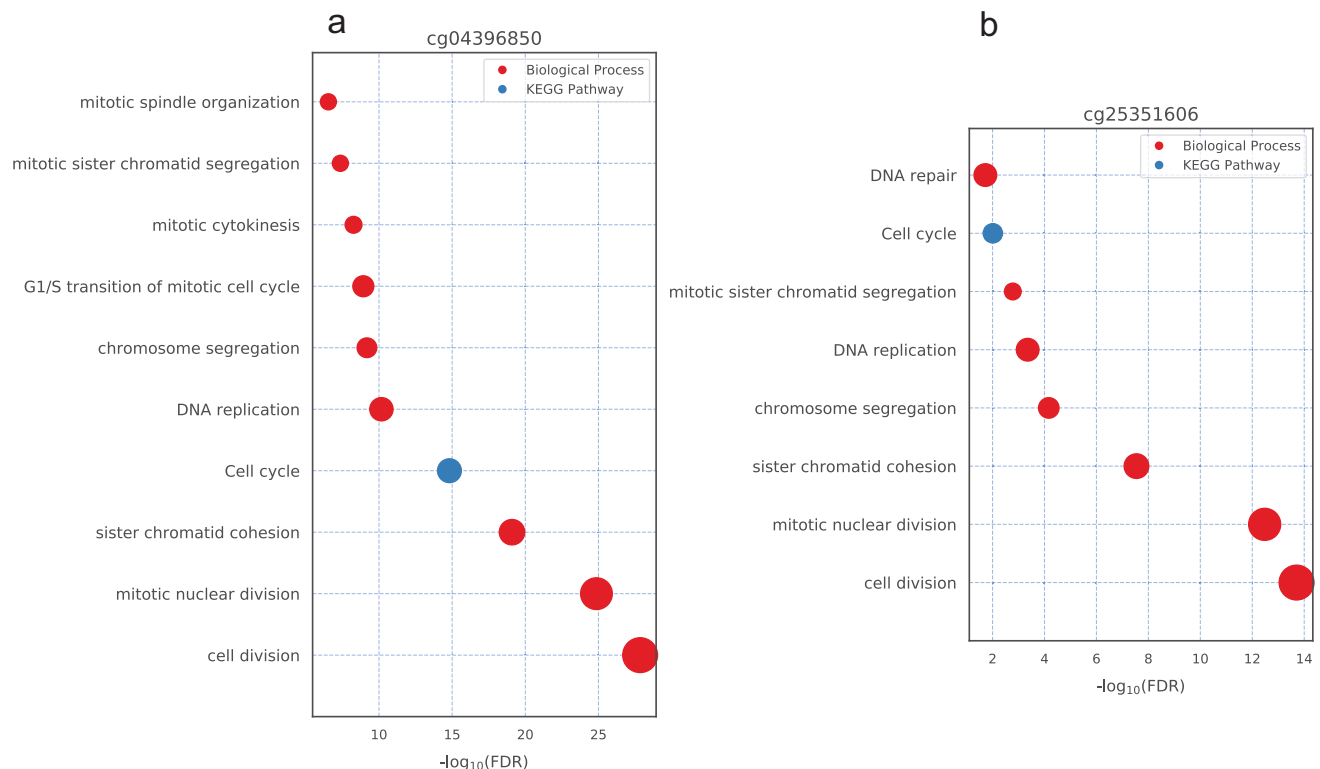 a
cg04396850
Biological Process
KEGG Pathway
mitotic spindle organization
mitotic sister chromatid segregation
mitotic cytokinesis
G1/S transition of mitotic cell cycle
chromosome segregation
DNA replication
Cell cycle
sister chromatid cohesion
mitotic nuclear division
cell division
10 15 20 25
-log₁₀(FDR)
b
cg25351606
Biological Process
KEGG Pathway
DNA repair
Cell cycle
mitotic sister chromatid segregation
DNA replication
chromosome segregation
sister chromatid cohesion
mitotic nuclear division
cell division
2 4 6 8 10 12 14
-log₁₀(FDR)